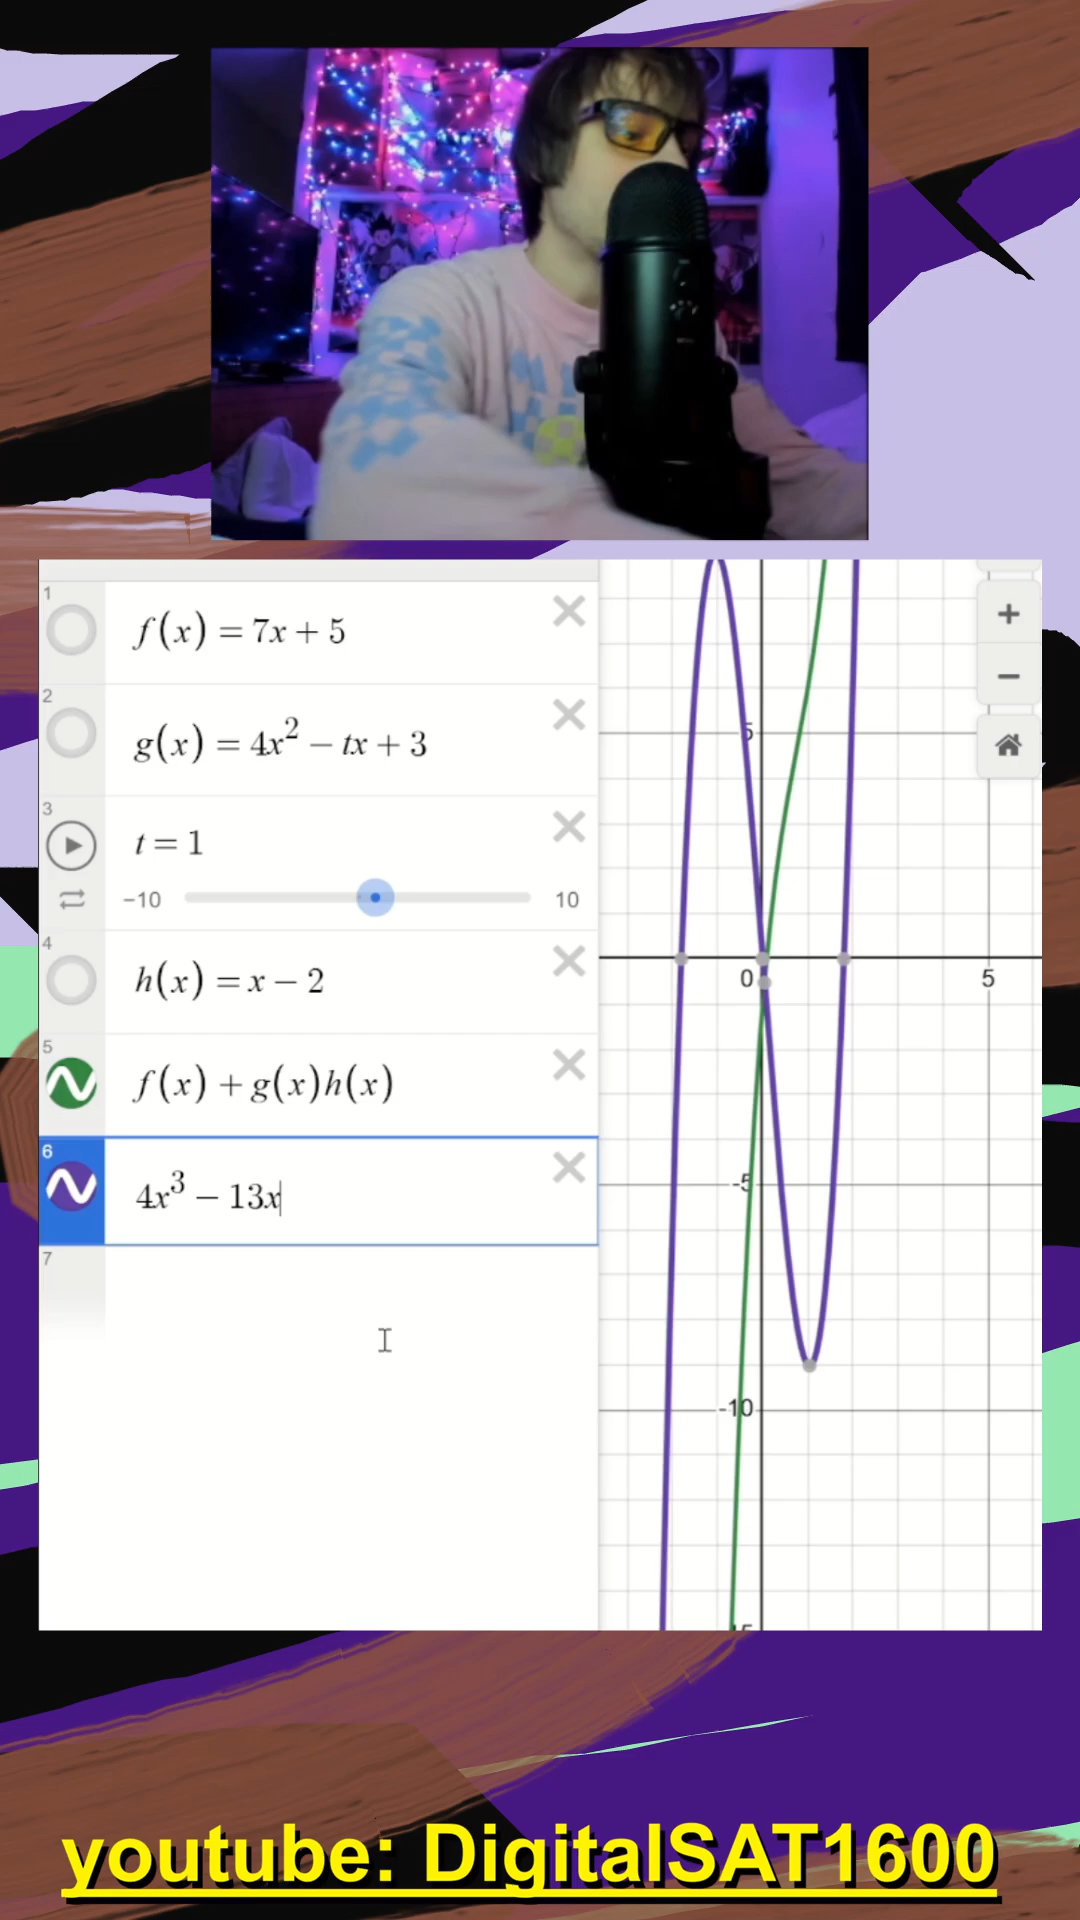 1
f(x) = 7x + 5
2
g(x) = 4x² − tx + 3
3
t = 1
−10
10
4
h(x) = x − 2
5
f(x) + g(x)h(x)
6
4x³ − 13x
7
5
0
5
-5
-10
youtube: DigitalSAT1600